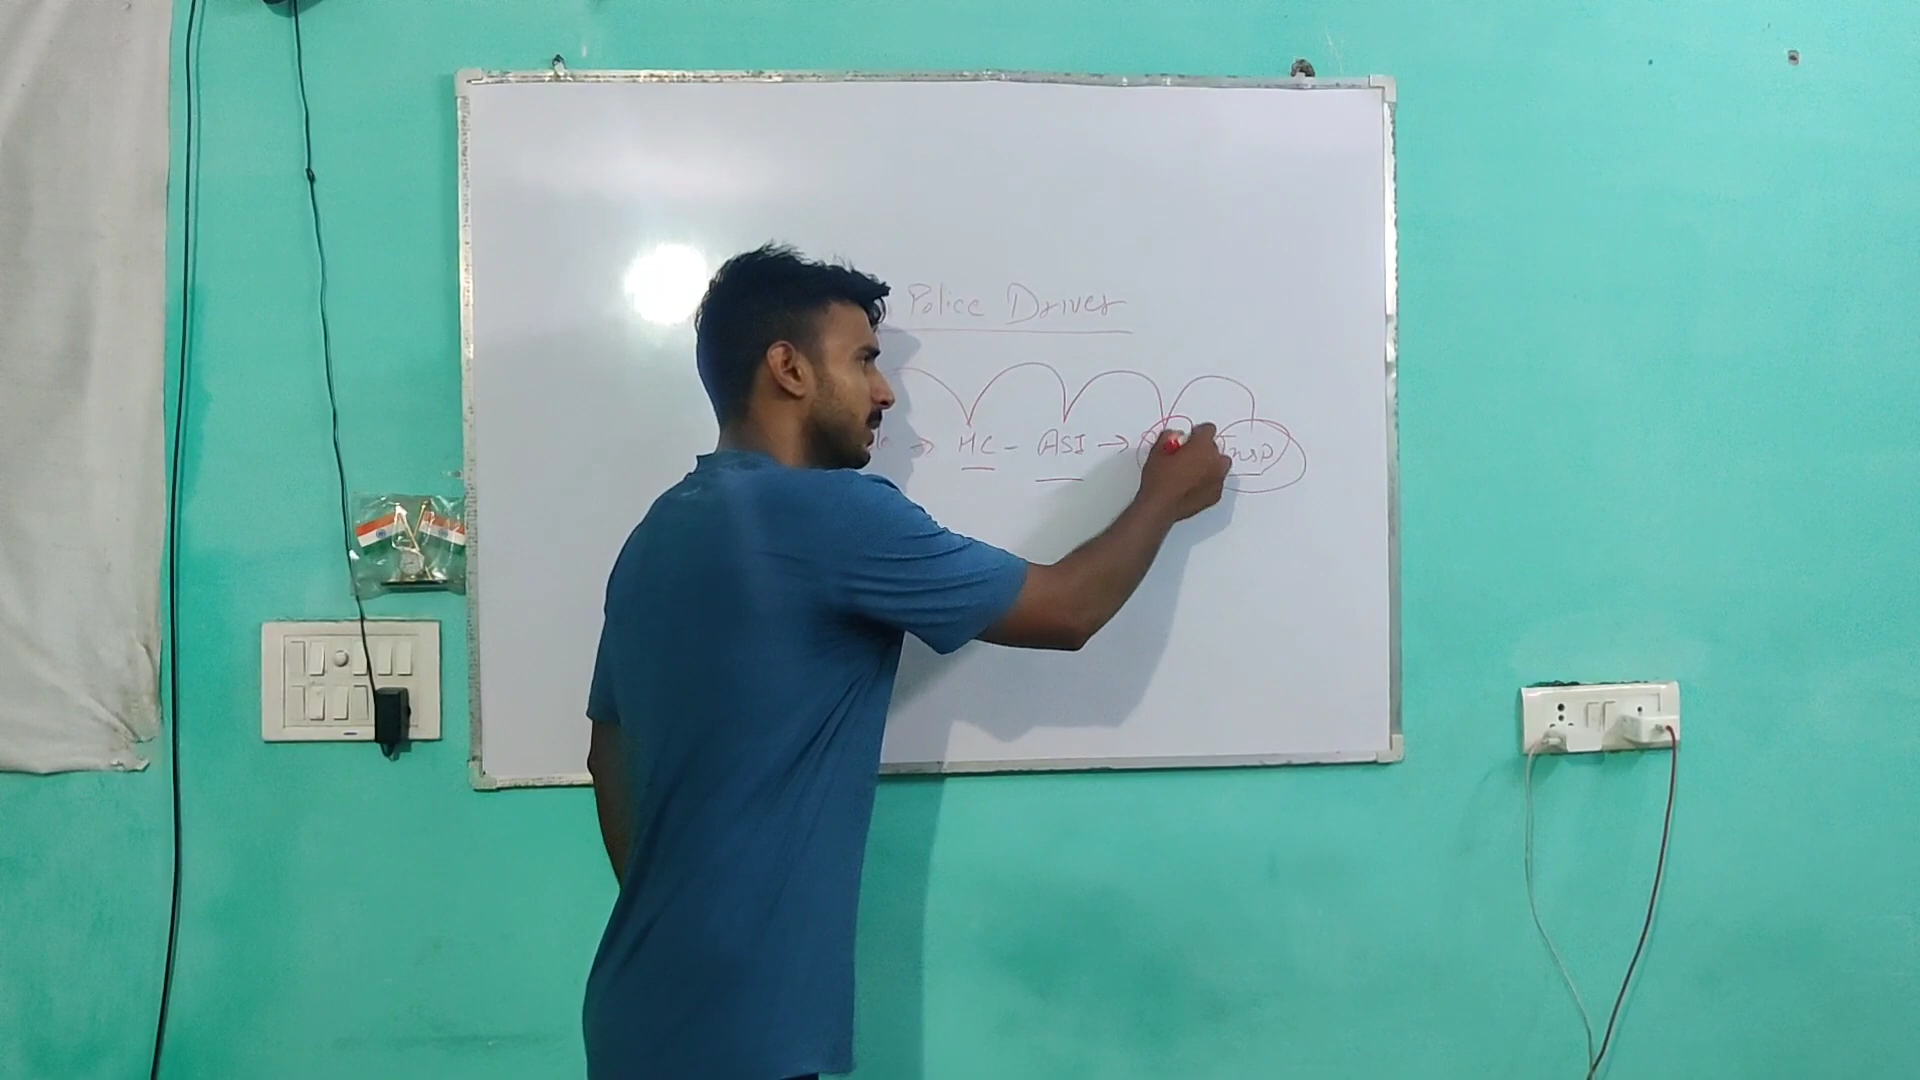 Police Driver
→ HC - ASI → Insp